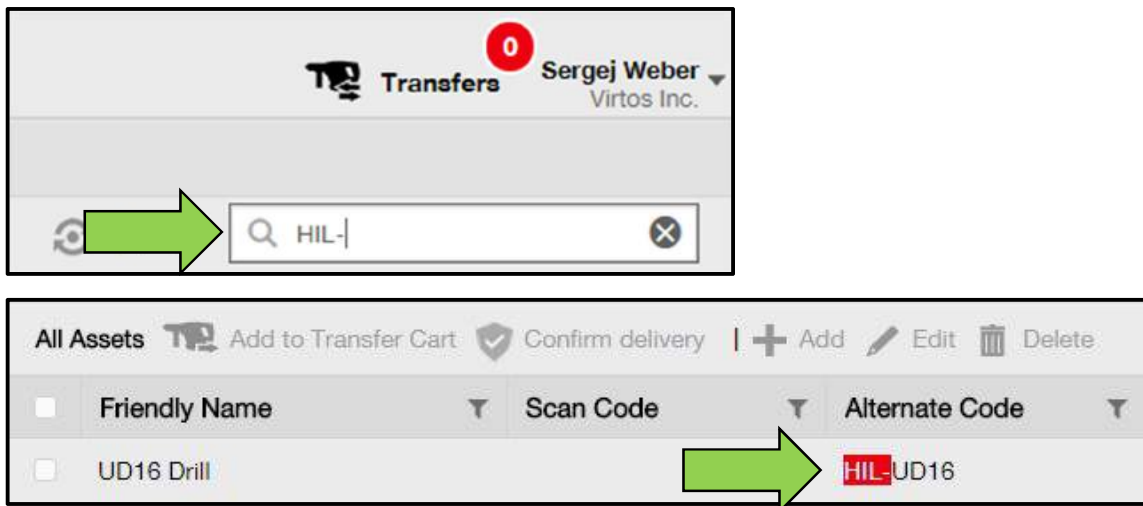 0
Transfers
Sergej Weber
Virtos Inc.
HIL-
All Assets Add to Transfer Cart Confirm delivery | Add Edit Delete
Friendly Name Scan Code Alternate Code
UD16 Drill HIL-UD16